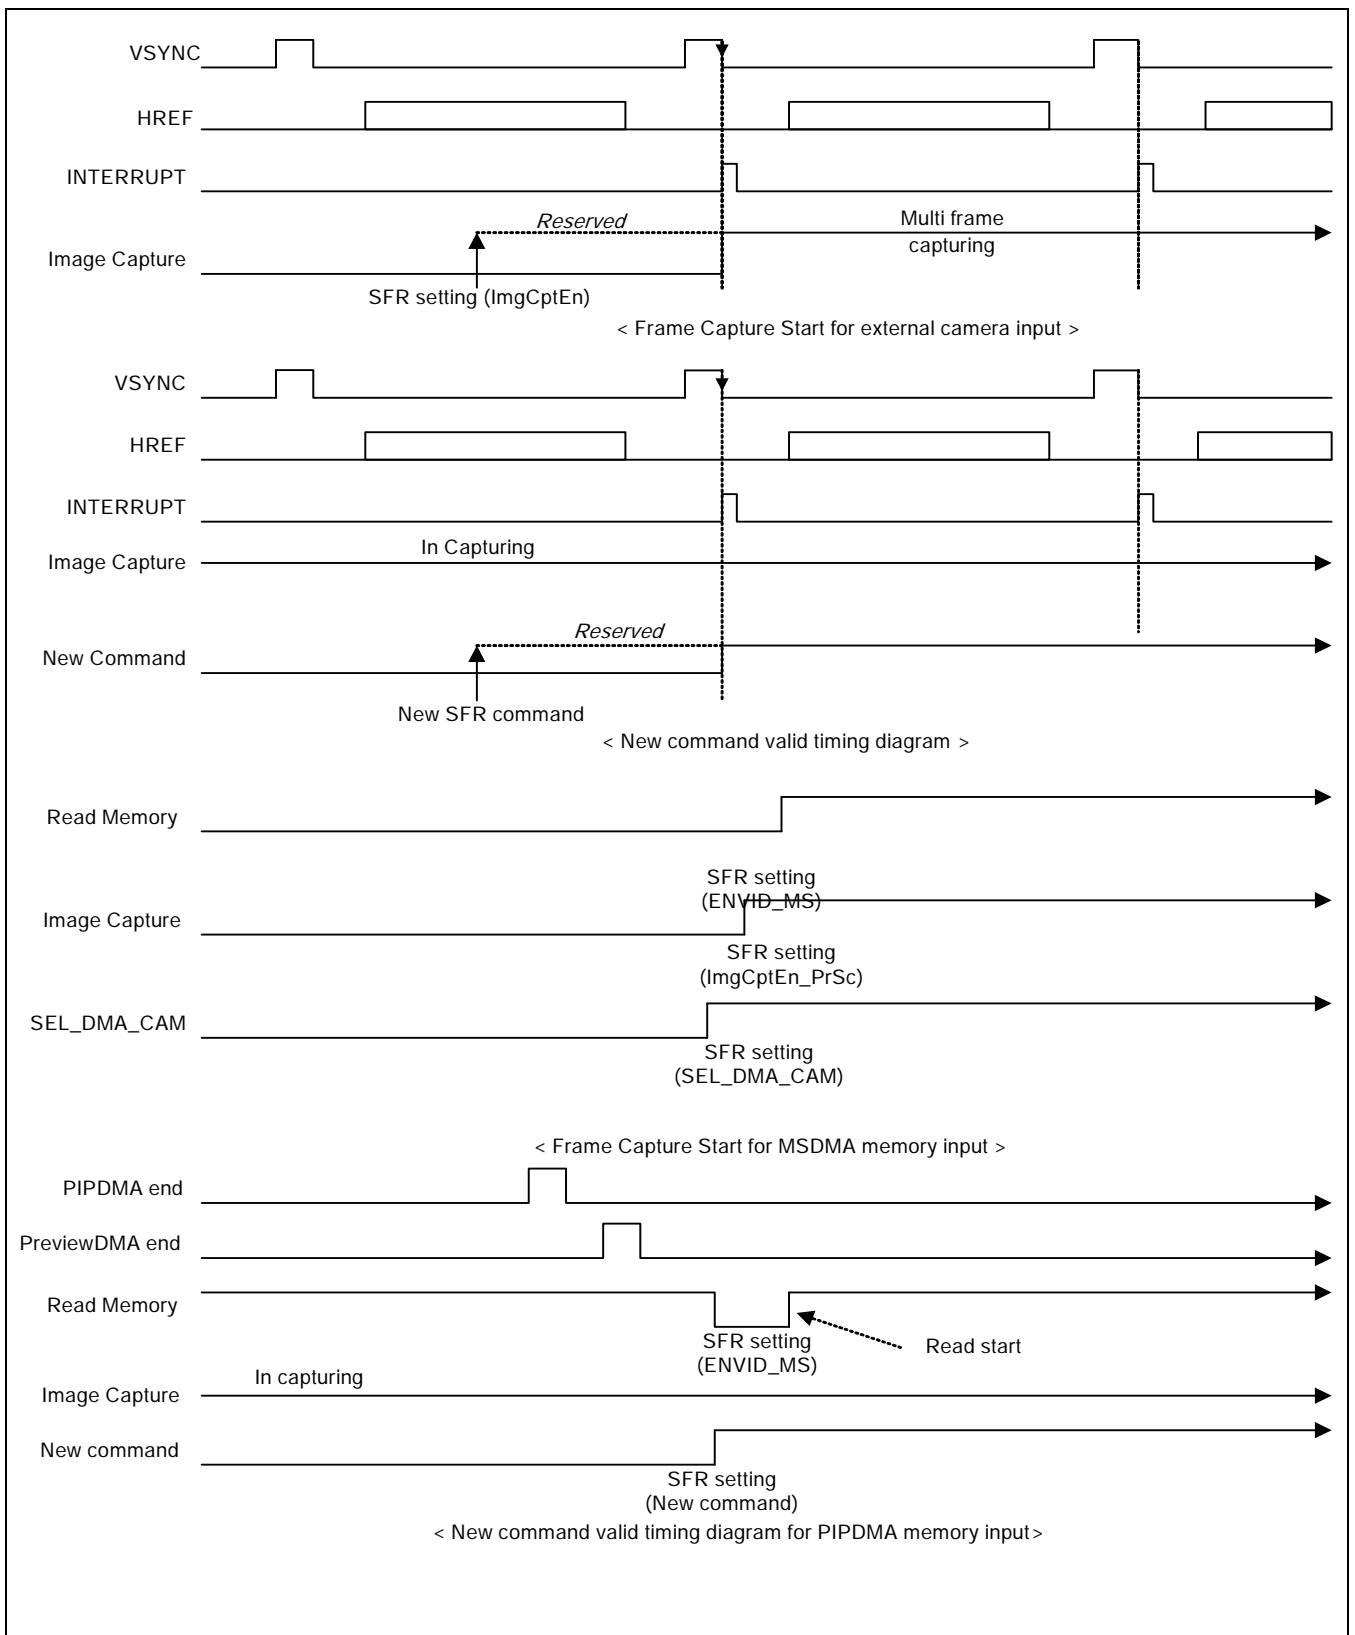 VSYNC
HREF
INTERRUPT
Reserved
Multi frame
capturing
Image Capture
SFR setting (ImgCptEn)
< Frame Capture Start for external camera input >
VSYNC
HREF
INTERRUPT
In Capturing
Image Capture
Reserved
New Command
New SFR command
< New command valid timing diagram >
Read Memory
SFR setting
(ENVID_MS)
Image Capture
SFR setting
(ImgCptEn_PrSc)
SEL_DMA_CAM
SFR setting
(SEL_DMA_CAM)
< Frame Capture Start for MSDMA memory input >
PIPDMA end
PreviewDMA end
Read Memory
SFR setting
(ENVID_MS)
Read start
In capturing
Image Capture
New command
SFR setting
(New command)
< New command valid timing diagram for PIPDMA memory input>